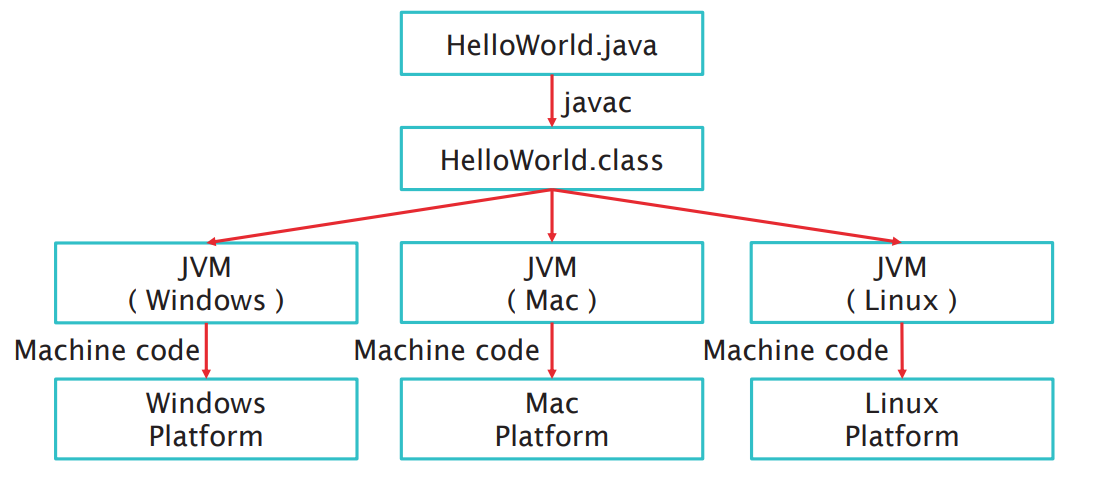 HelloWorld.java
javac
HelloWorld.class
JVM
( Windows )
JVM
( Mac )
JVM
( Linux )
Machine code
Machine code
Machine code
Windows
Platform
Mac
Platform
Linux
Platform